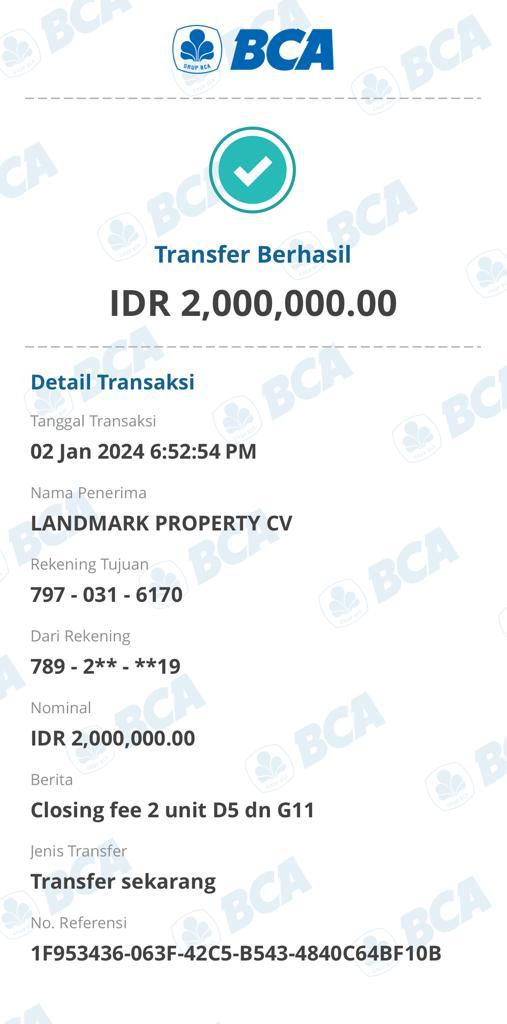 GRUP BCA
BCA
Transfer Berhasil
IDR 2,000,000.00
Detail Transaksi
Tanggal Transaksi
02 Jan 2024 6:52:54 PM
Nama Penerima
LANDMARK PROPERTY CV
Rekening Tujuan
797 - 031 - 6170
Dari Rekening
789 - 2** - **19
Nominal
IDR 2,000,000.00
Berita
Closing fee 2 unit D5 dn G11
Jenis Transfer
Transfer sekarang
No. Referensi
1F953436-063F-42C5-B543-4840C64BF10B